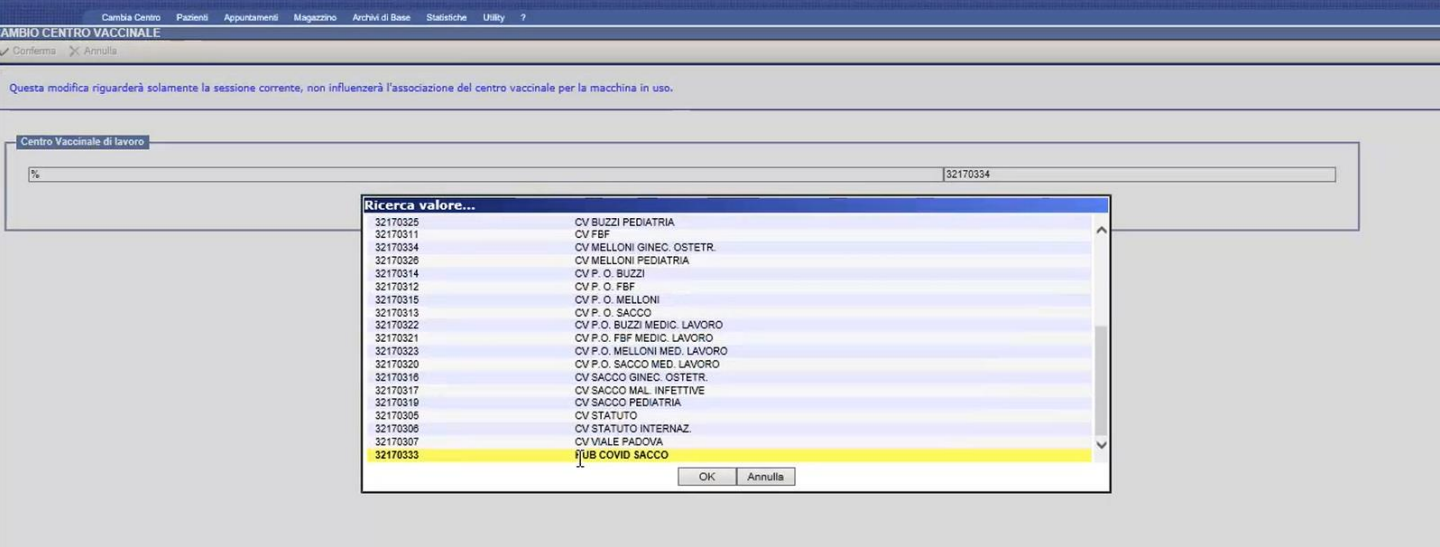 Cambia Centro Pazienti Appuntamenti Magazzino Archivi di Base Statistiche Utility ?
AMBIO CENTRO VACCINALE
Conferma Annulla
Questa modifica riguarderà solamente la sessione corrente, non influenzerà l'associazione del centro vaccinale per la macchina in uso.
Centro Vaccinale di lavoro
% 32170334
Ricerca valore...
32170325 CV BUZZI PEDIATRIA
32170311 CV FBF
32170334 CV MELLONI GINEC. OSTETR.
32170326 CV MELLONI PEDIATRIA
32170314 CV P. O. BUZZI
32170312 CV P. O. FBF
32170315 CV P. O. MELLONI
32170313 CV P. O. SACCO
32170322 CV P.O. BUZZI MEDIC. LAVORO
32170321 CV P.O. FBF MEDIC. LAVORO
32170323 CV P.O. MELLONI MED. LAVORO
32170320 CV P.O. SACCO MED. LAVORO
32170316 CV SACCO GINEC. OSTETR.
32170317 CV SACCO MAL. INFETTIVE
32170319 CV SACCO PEDIATRIA
32170305 CV STATUTO
32170306 CV STATUTO INTERNAZ.
32170307 CV VIALE PADOVA
32170333 COVID SACCO
OK Annulla